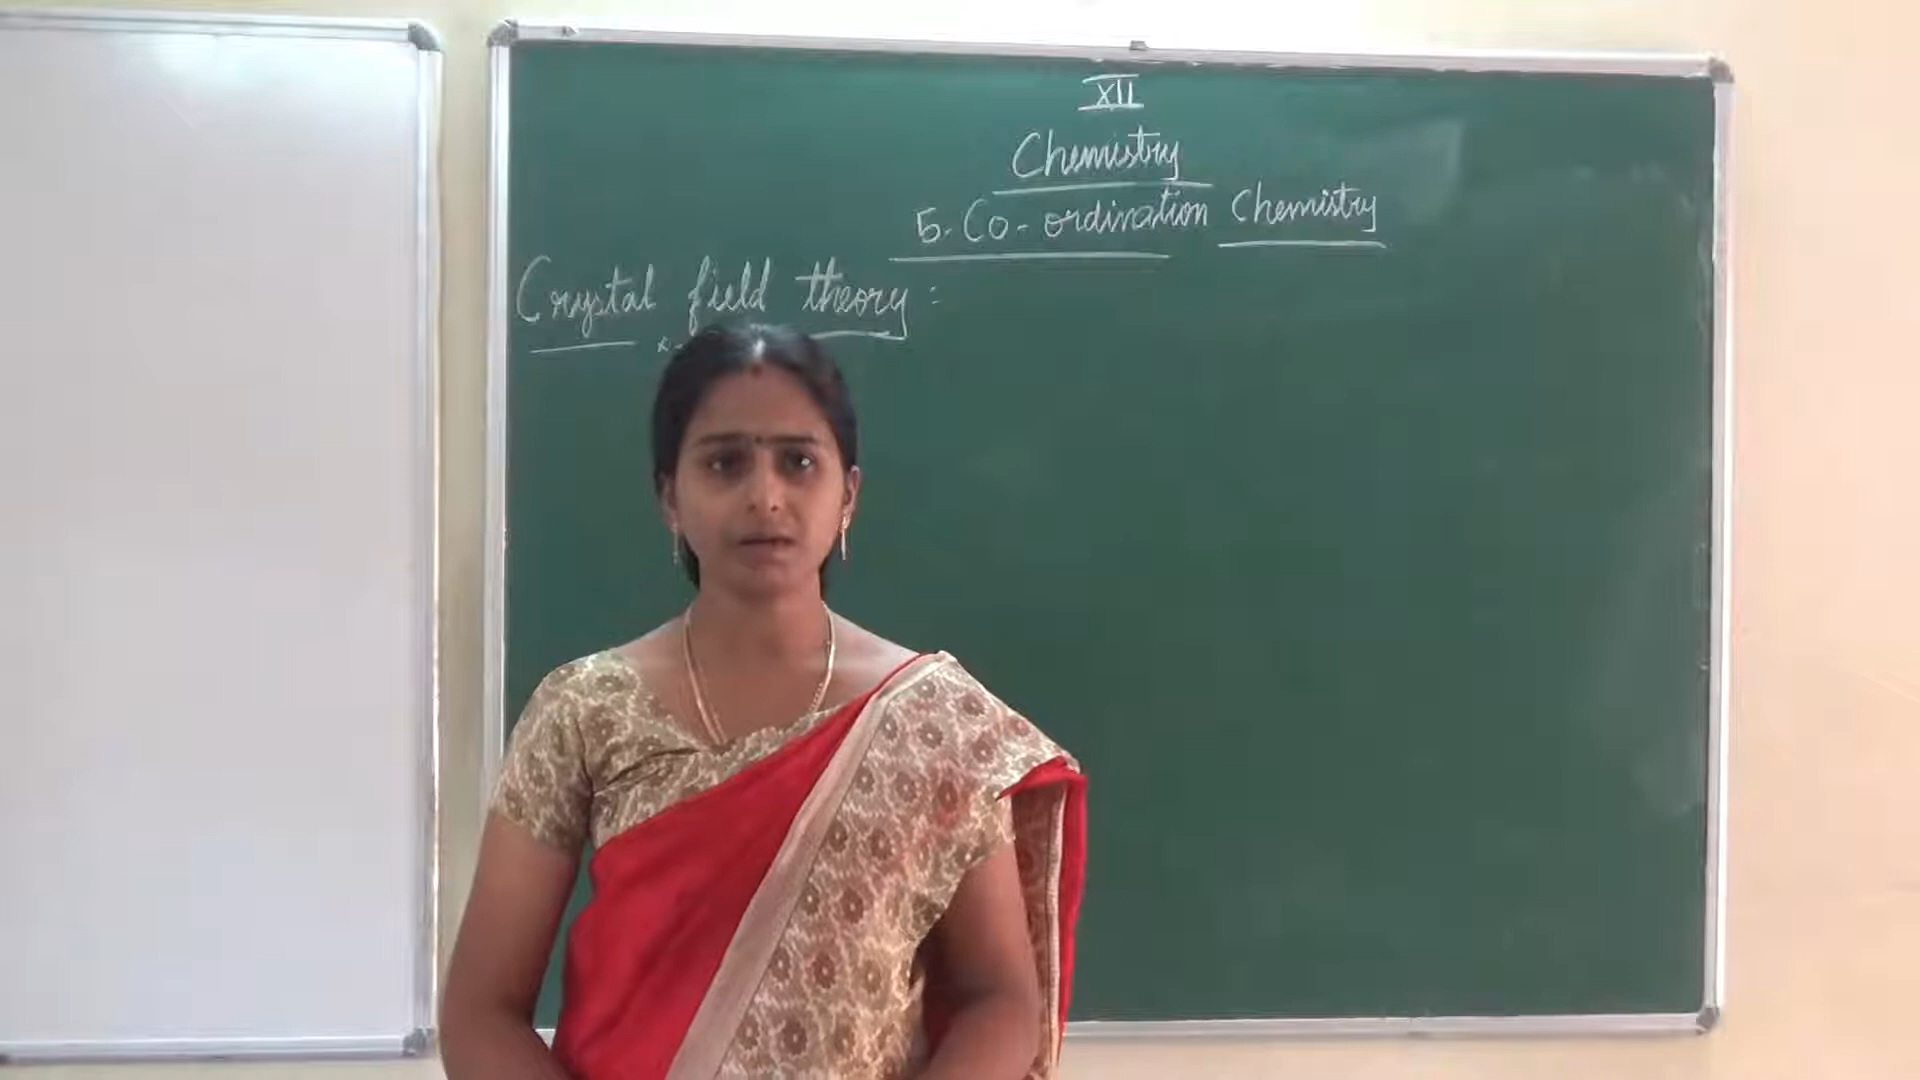 XII
Chemistry
5. Co-ordination Chemistry
Crystal field theory: